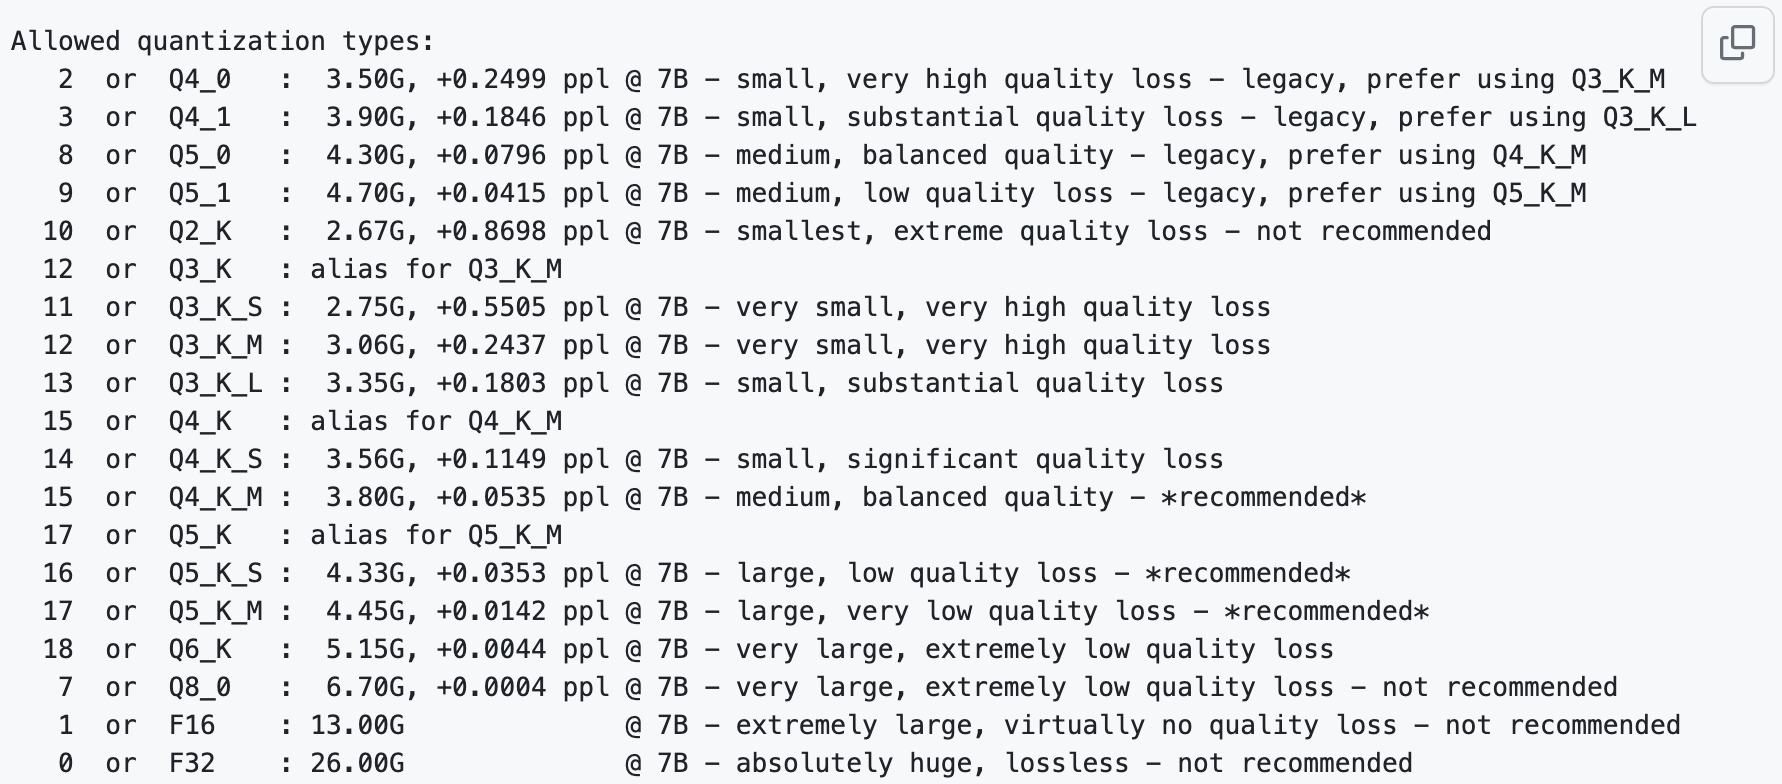 Allowed quantization types:
   2  or  Q4_0   :  3.50G, +0.2499 ppl @ 7B - small, very high quality loss - legacy, prefer using Q3_K_M
   3  or  Q4_1   :  3.90G, +0.1846 ppl @ 7B - small, substantial quality loss - legacy, prefer using Q3_K_L
   8  or  Q5_0   :  4.30G, +0.0796 ppl @ 7B - medium, balanced quality - legacy, prefer using Q4_K_M
   9  or  Q5_1   :  4.70G, +0.0415 ppl @ 7B - medium, low quality loss - legacy, prefer using Q5_K_M
  10  or  Q2_K   :  2.67G, +0.8698 ppl @ 7B - smallest, extreme quality loss - not recommended
  12  or  Q3_K   : alias for Q3_K_M
  11  or  Q3_K_S :  2.75G, +0.5505 ppl @ 7B - very small, very high quality loss
  12  or  Q3_K_M :  3.06G, +0.2437 ppl @ 7B - very small, very high quality loss
  13  or  Q3_K_L :  3.35G, +0.1803 ppl @ 7B - small, substantial quality loss
  15  or  Q4_K   : alias for Q4_K_M
  14  or  Q4_K_S :  3.56G, +0.1149 ppl @ 7B - small, significant quality loss
  15  or  Q4_K_M :  3.80G, +0.0535 ppl @ 7B - medium, balanced quality - *recommended*
  17  or  Q5_K   : alias for Q5_K_M
  16  or  Q5_K_S :  4.33G, +0.0353 ppl @ 7B - large, low quality loss - *recommended*
  17  or  Q5_K_M :  4.45G, +0.0142 ppl @ 7B - large, very low quality loss - *recommended*
  18  or  Q6_K   :  5.15G, +0.0044 ppl @ 7B - very large, extremely low quality loss
   7  or  Q8_0   :  6.70G, +0.0004 ppl @ 7B - very large, extremely low quality loss - not recommended
   1  or  F16    : 13.00G              @ 7B - extremely large, virtually no quality loss - not recommended
   0  or  F32    : 26.00G              @ 7B - absolutely huge, lossless - not recommended